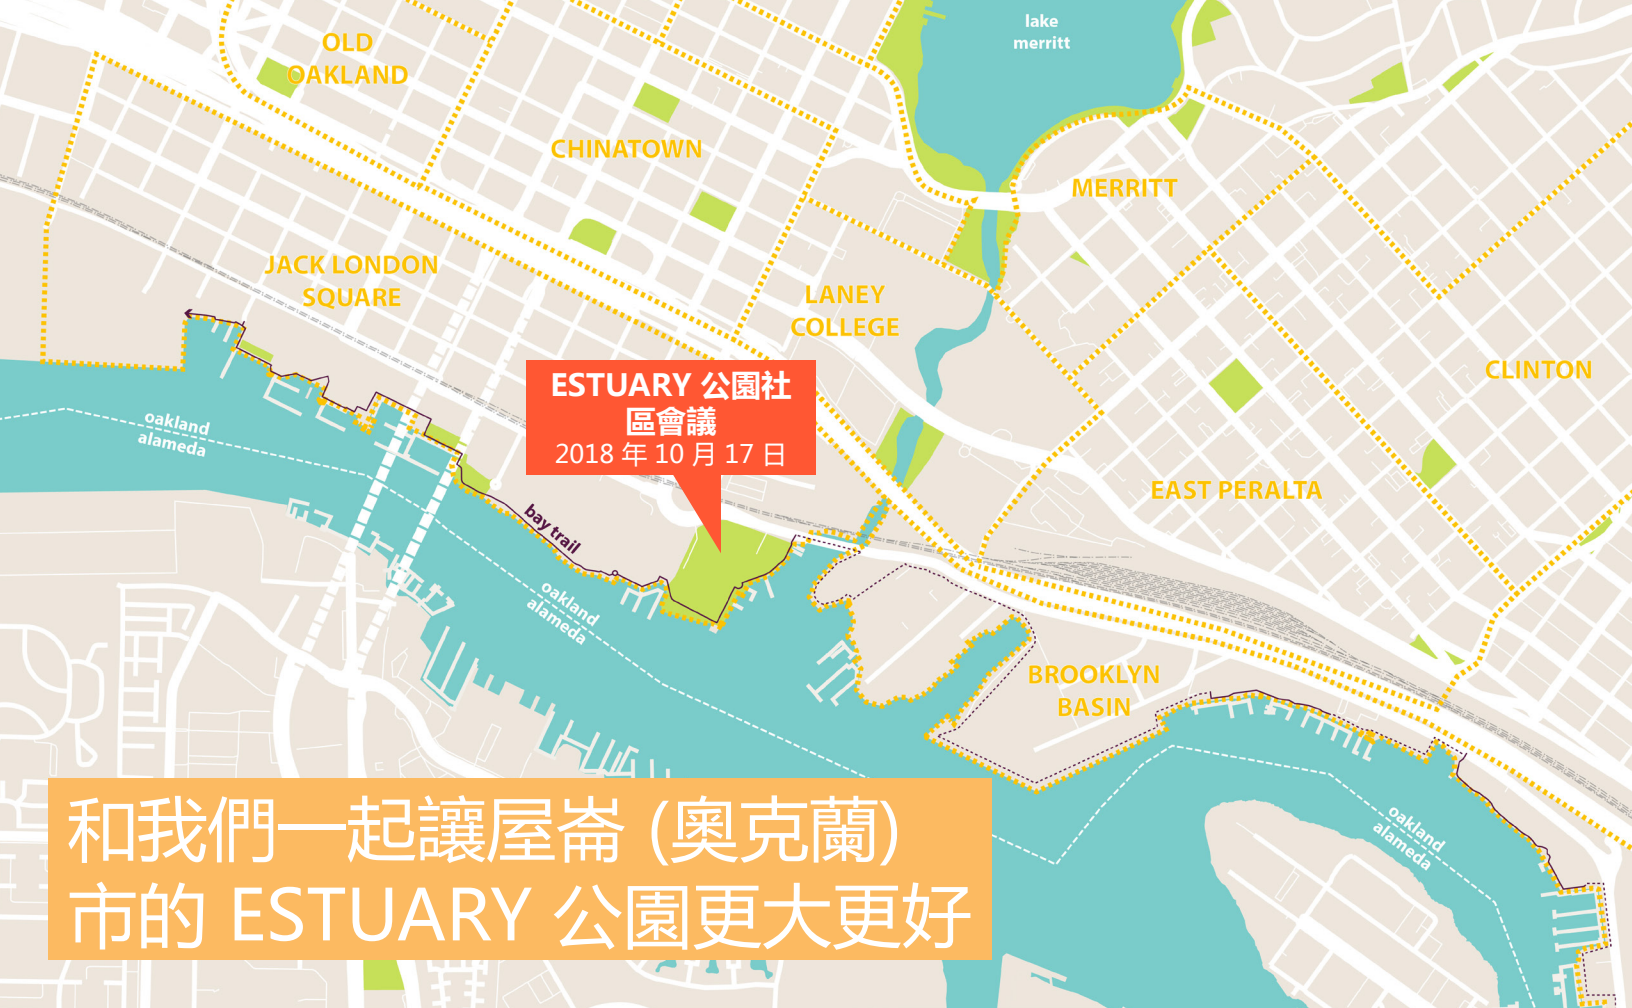 lake
merritt
OLD
OAKLAND
CHINATOWN
MERRITT
JACK LONDON
SQUARE
LANEY
COLLEGE
CLINTON
ESTUARY 公園社
區會議
2018 年 10 月 17 日
oakland
alameda
EAST PERALTA
bay trail
oakland
alameda
BROOKLYN
BASIN
oakland
alameda
和我們一起讓屋崙 (奧克蘭)
市的 ESTUARY 公園更大更好